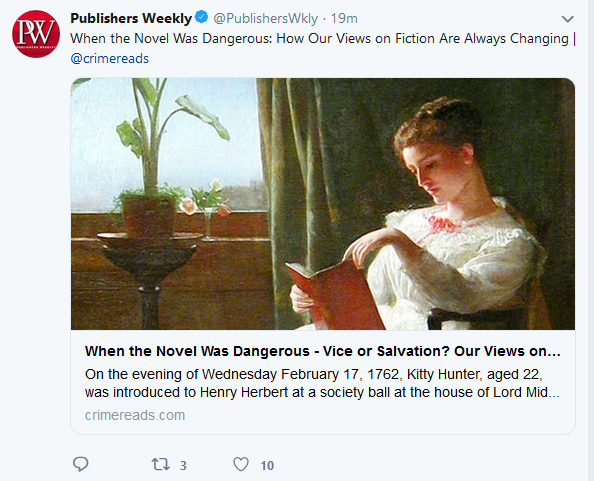 PW
Publishers Weekly @PublishersWkly · 19m
When the Novel Was Dangerous: How Our Views on Fiction Are Always Changing |
@crimereads
When the Novel Was Dangerous - Vice or Salvation? Our Views on...
On the evening of Wednesday February 17, 1762, Kitty Hunter, aged 22,
was introduced to Henry Herbert at a society ball at the house of Lord Mid...
crimereads.com
3 10